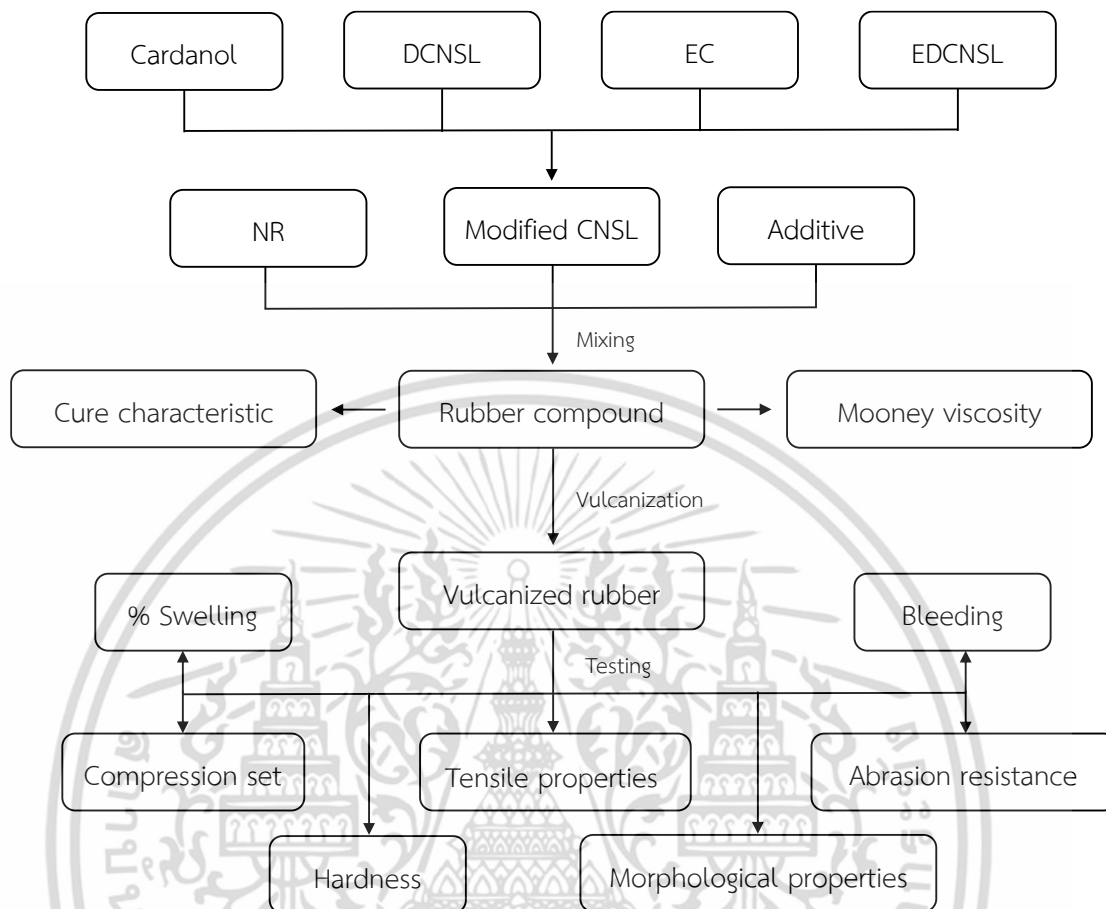 Cardanol
DCNSL
EC
EDCNSL
NR
Modified CNSL
Additive
Mixing
Cure characteristic
Rubber compound
Mooney viscosity
Vulcanization
% Swelling
Vulcanized rubber
Bleeding
Testing
Compression set
Tensile properties
Abrasion resistance
Hardness
Morphological properties